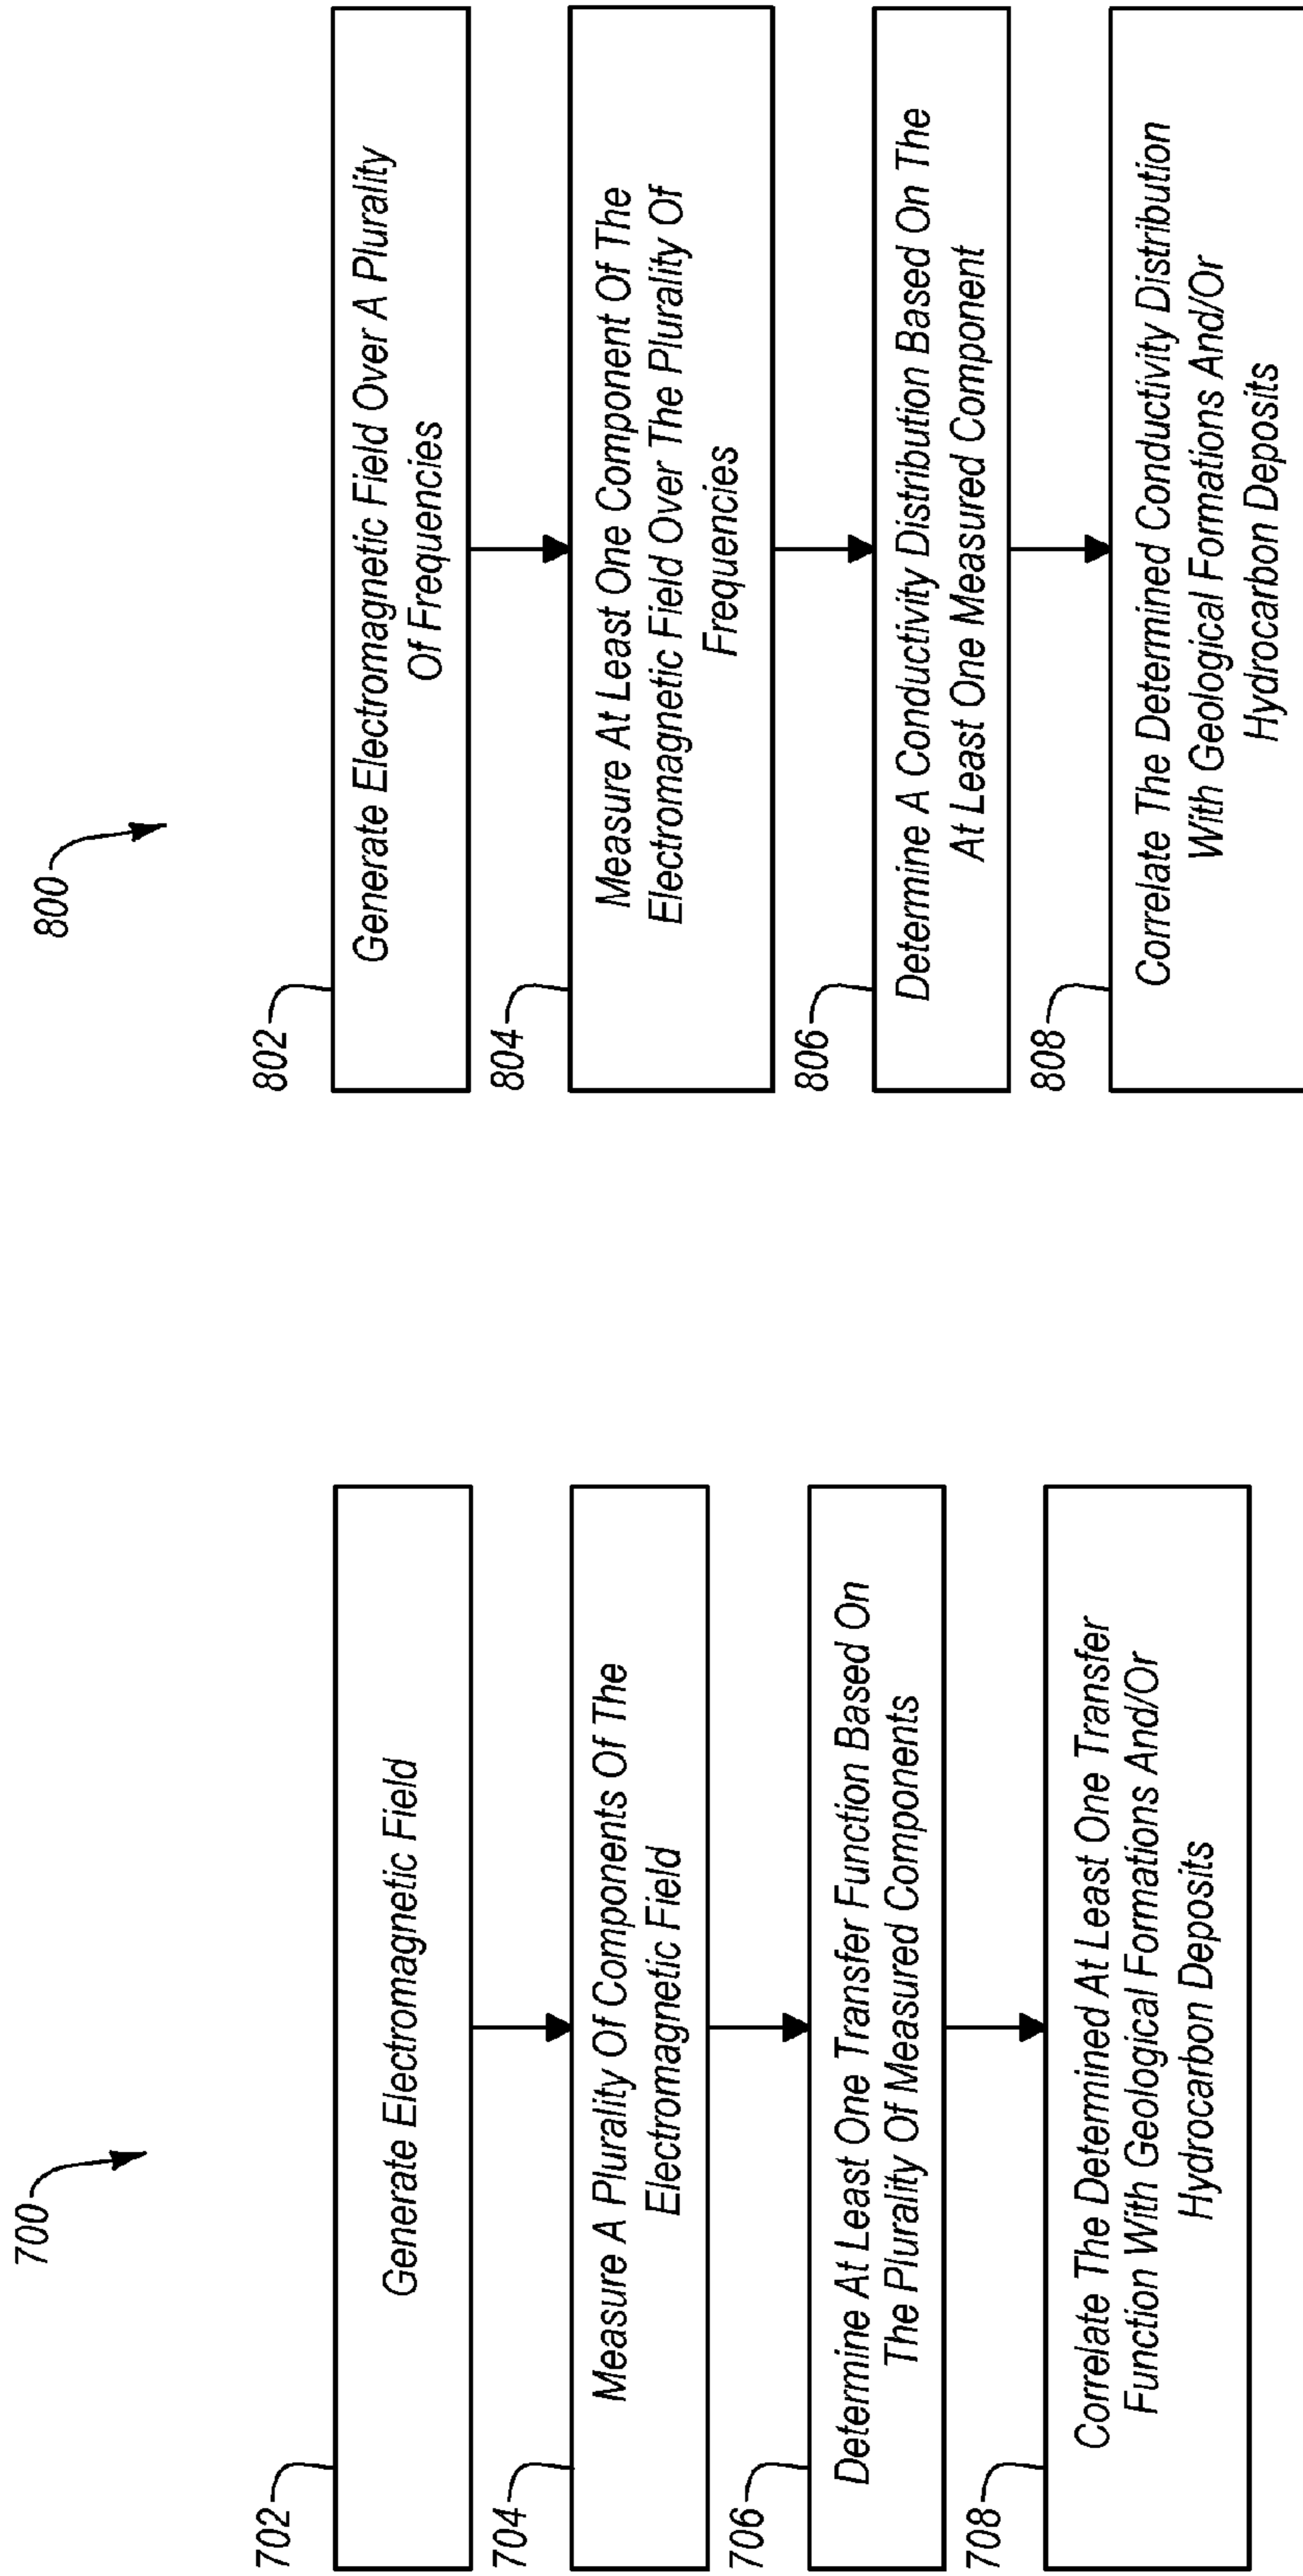 700
702
Generate Electromagnetic Field
704
Measure A Plurality Of Components Of The
Electromagnetic Field
706
Determine At Least One Transfer Function Based On
The Plurality Of Measured Components
708
Correlate The Determined At Least One Transfer
Function With Geological Formations And/Or
Hydrocarbon Deposits
800
802
Generate Electromagnetic Field Over A Plurality
Of Frequencies
804
Measure At Least One Component Of The
Electromagnetic Field Over The Plurality Of
Frequencies
806
Determine A Conductivity Distribution Based On The
At Least One Measured Component
808
Correlate The Determined Conductivity Distribution
With Geological Formations And/Or
Hydrocarbon Deposits